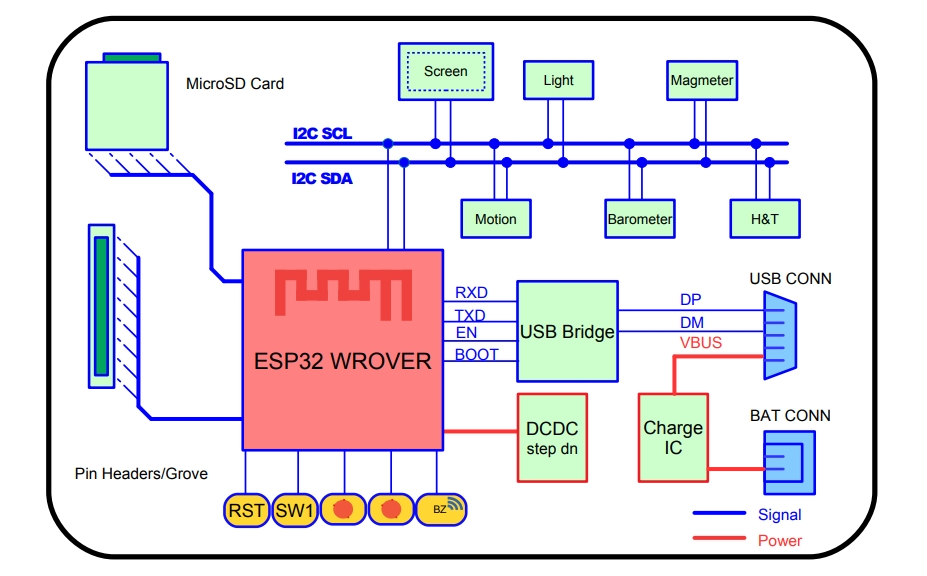 MicroSD Card
Screen
Light
Magmeter
I2C SCL
I2C SDA
Motion
Barometer
H&T
USB CONN
RXD
TXD
EN
BOOT
USB Bridge
DP
DM
VBUS
ESP32 WROVER
DCDC
step dn
Charge
IC
BAT CONN
Pin Headers/Grove
RST
SW1
BZ
Signal
Power